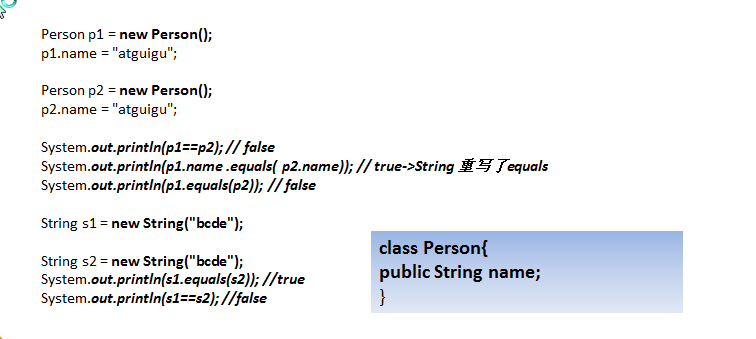 Person p1 = new Person();
p1.name = "atguigu";
Person p2 = new Person();
p2.name = "atguigu";
System.out.println(p1==p2); // false
System.out.println(p1.name .equals( p2.name)); // true->String 重写了equals
System.out.println(p1.equals(p2)); //false
String s1 = new String("bcde");
String s2 = new String("bcde");
System.out.println(s1.equals(s2)); //true
System.out.println(s1==s2); //false
class Person{
public String name;
}